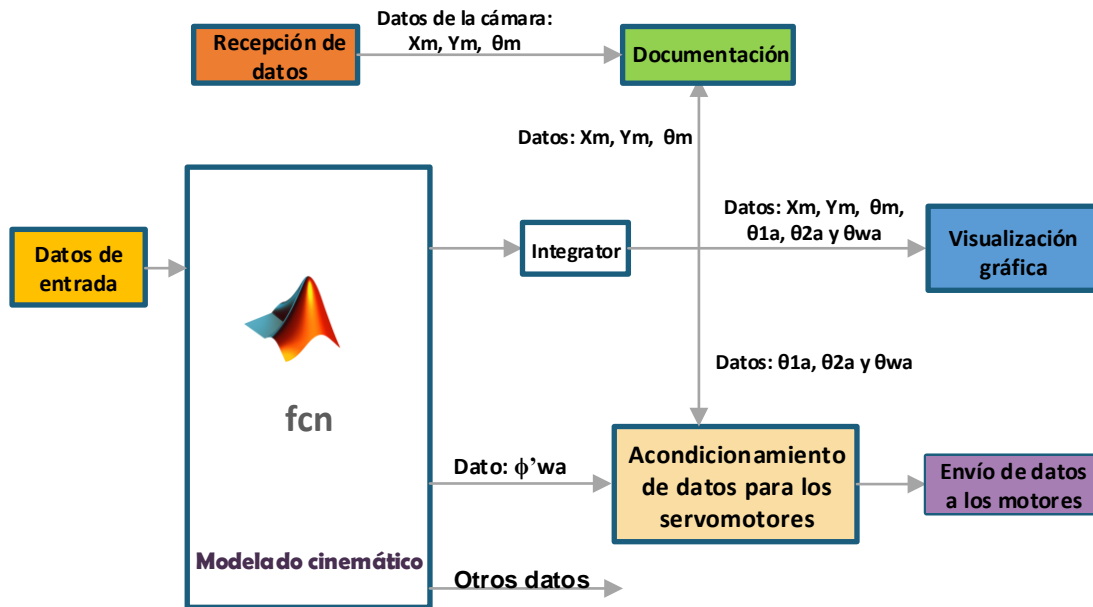 Datos de la cámara:
Xm, Ym, θm
Recepción de
datos
Documentación
Datos: Xm, Ym, θm
Datos: Xm, Ym, θm,
θ1a, θ2a y θwa
Datos de
entrada
Integrator
Visualización
gráfica
Datos: θ1a, θ2a y θwa
fcn
Dato: ϕ’wa
Acondicionamiento
de datos para los
servomotores
Envío de datos
a los motores
Modelado cinemático
Otros datos